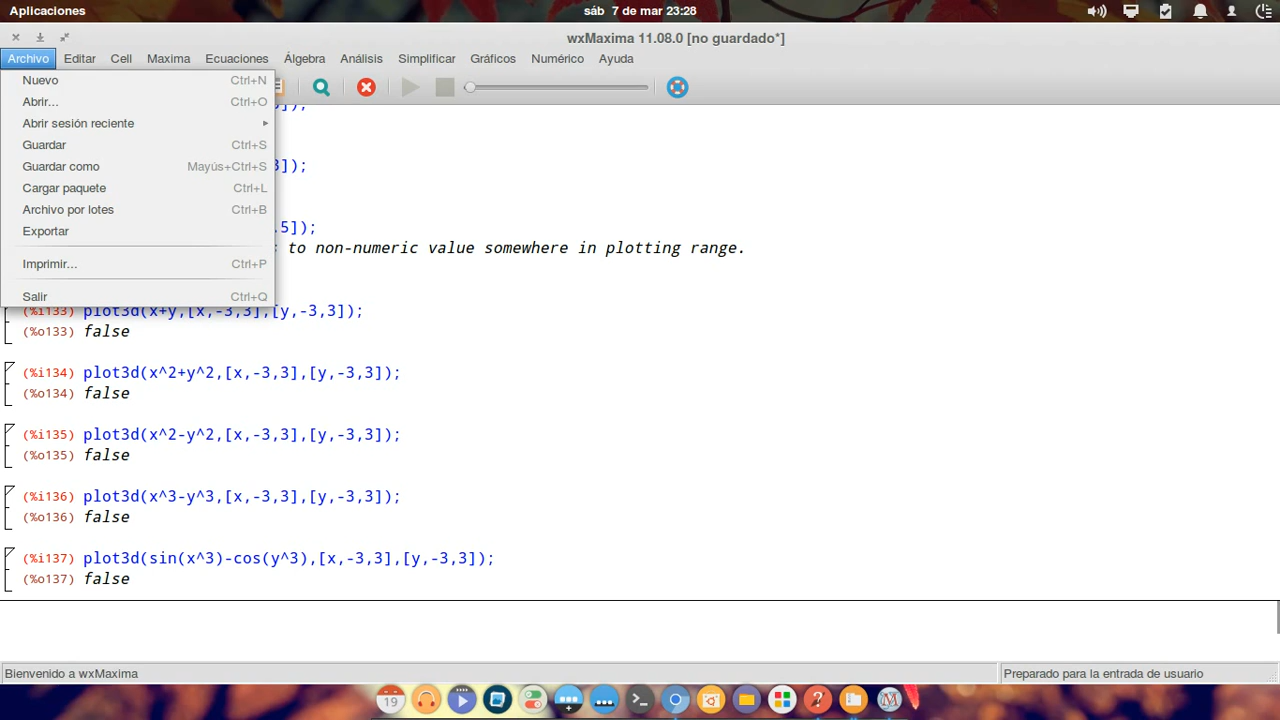 Aplicaciones
sáb 7 de mar 23:28
wxMaxima 11.08.0 [no guardado*]
Archivo Editar Cell Maxima Ecuaciones Álgebra Análisis Simplificar Gráficos Numérico Ayuda
Nuevo Ctrl+N
Abrir... Ctrl+O
Abrir sesión reciente
Guardar Ctrl+S
Guardar como Mayús+Ctrl+S
Cargar paquete Ctrl+L
Archivo por lotes Ctrl+B
Exportar
Imprimir... Ctrl+P
Salir Ctrl+Q
3]);
.5]);
to non-numeric value somewhere in plotting range.
(%i133) plot3d(x+y,[x,-3,3],[y,-3,3]);
(%o133) false
(%i134) plot3d(x^2+y^2,[x,-3,3],[y,-3,3]);
(%o134) false
(%i135) plot3d(x^2-y^2,[x,-3,3],[y,-3,3]);
(%o135) false
(%i136) plot3d(x^3-y^3,[x,-3,3],[y,-3,3]);
(%o136) false
(%i137) plot3d(sin(x^3)-cos(y^3),[x,-3,3],[y,-3,3]);
(%o137) false
Bienvenido a wxMaxima
Preparado para la entrada de usuario
19